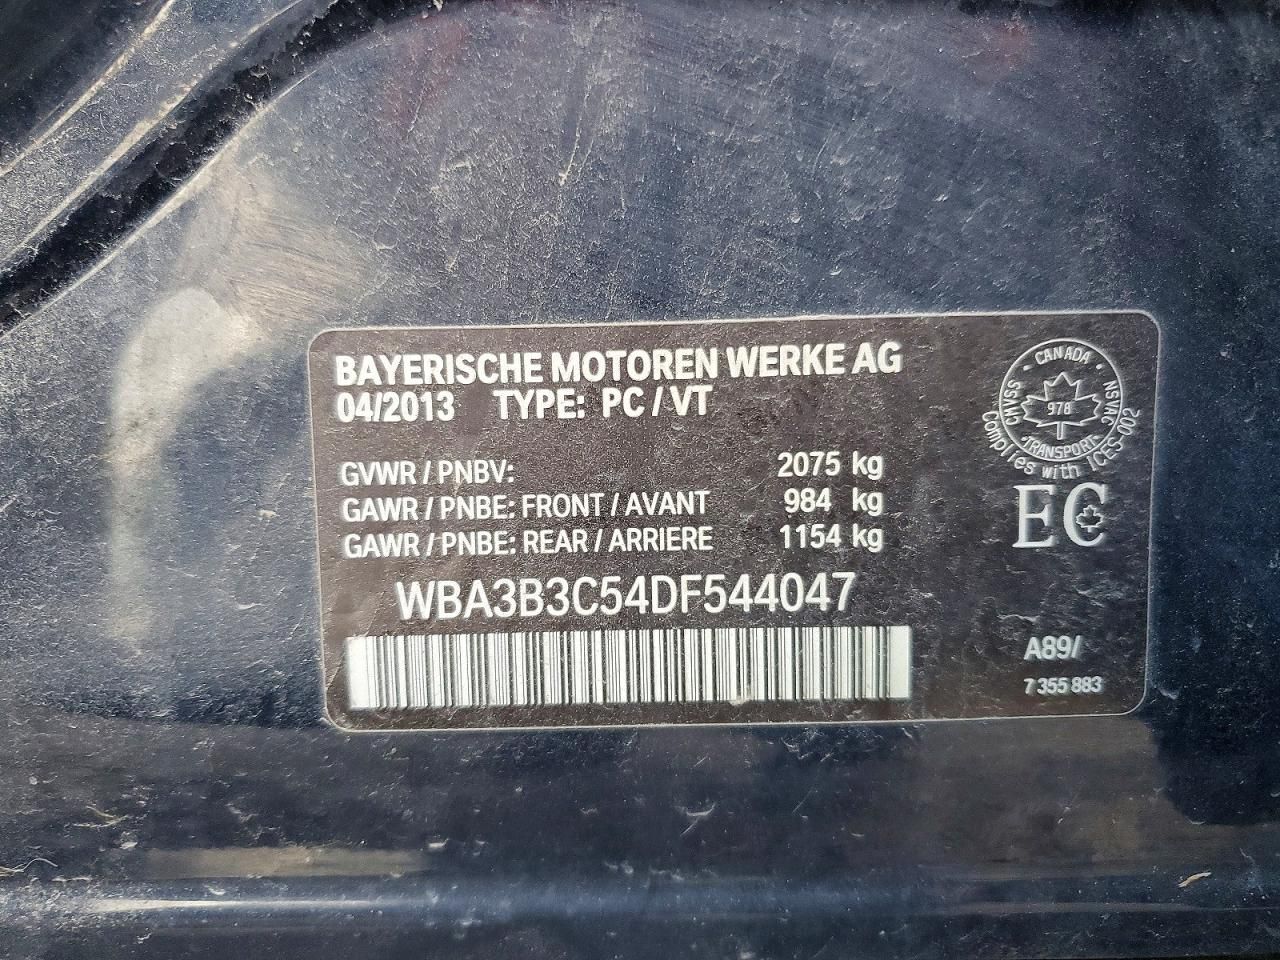 BAYERISCHE MOTOREN WERKE AG
04/2013 TYPE: PC / VT
GVWR / PNBV: 2075 kg
GAWR / PNBE: FRONT / AVANT 984 kg
GAWR / PNBE: REAR / ARRIERE 1154 kg
WBA3B3C54DF544047
CANADA
CMVSS
NSVAC
978
·TRANSPORT·
Complies with ICES-002
EC
A89/
7 355 883